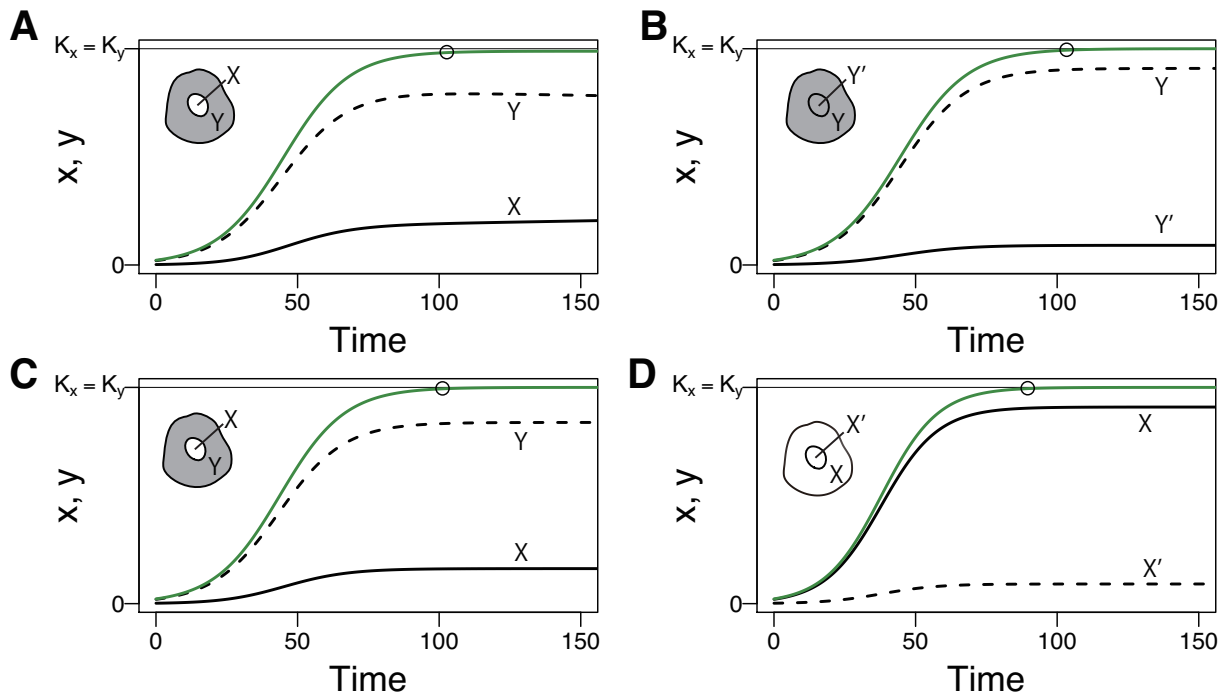 A
Kx = Ky
x, y
0
X
Y
Y
X
0 50 100 150
Time
B
Kx = Ky
x, y
0
Y′
Y
Y
Y′
0 50 100 150
Time
C
Kx = Ky
x, y
0
X
Y
Y
X
0 50 100 150
Time
D
Kx = Ky
x, y
0
X′
X
X
X′
0 50 100 150
Time